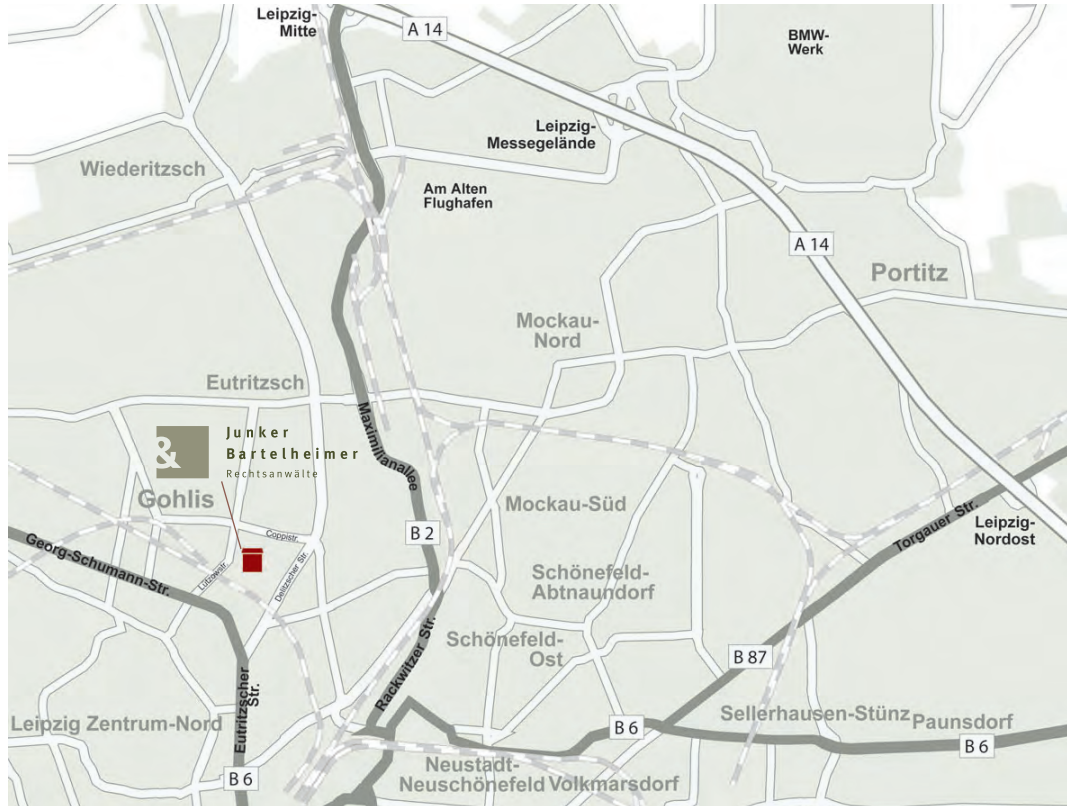 Leipzig-
Mitte
A 14
BMW-
Werk
Leipzig-
Messegelände
Wiederitzsch
Am Alten
Flughafen
A 14
Portitz
Mockau-
Nord
Eutritzsch
Maximilianallee
&
Junker
Bartelheimer
Rechtsanwälte
Gohlis
Mockau-Süd
Coppistr.
B 2
Torgauer Str.
Leipzig-
Nordost
Georg-Schumann-Str.
Lützowstr.
Delitzscher Str.
Schönefeld-
Abtnaundorf
Schönefeld-
Ost
Rackwitzer Str.
B 87
Eutritzscher
Str.
Leipzig Zentrum-Nord
Sellerhausen-Stünz
Paunsdorf
B 6
B 6
B 6
Neustadt-
Neuschönefeld
Volkmarsdorf